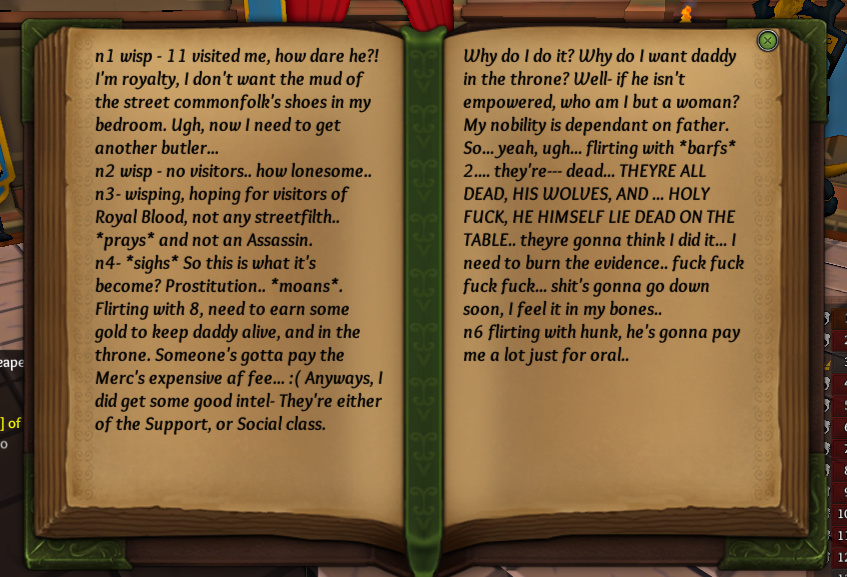 n1 wisp - 11 visited me, how dare he?!
I'm royalty, I don't want the mud of
the street commonfolk's shoes in my
bedroom. Ugh, now I need to get
another butler...
n2 wisp - no visitors.. how lonesome..
n3- wisping, hoping for visitors of
Royal Blood, not any streetfilth..
*prays* and not an Assassin.
n4- *sighs* So this is what it's
become? Prostitution.. *moans*.
Flirting with 8, need to earn some
gold to keep daddy alive, and in the
throne. Someone's gotta pay the
Merc's expensive af fee... :( Anyways, I
did get some good intel- They're either
of the Support, or Social class.
Why do I do it? Why do I want daddy
in the throne? Well- if he isn't
empowered, who am I but a woman?
My nobility is dependant on father.
So... yeah, ugh... flirting with *barfs*
2.... they're--- dead... THEYRE ALL
DEAD, HIS WOLVES, AND ... HOLY
FUCK, HE HIMSELF LIE DEAD ON THE
TABLE.. theyre gonna think I did it... I
need to burn the evidence.. fuck fuck
fuck fuck... shit's gonna go down
soon, I feel it in my bones..
n6 flirting with hunk, he's gonna pay
me a lot just for oral..
] of